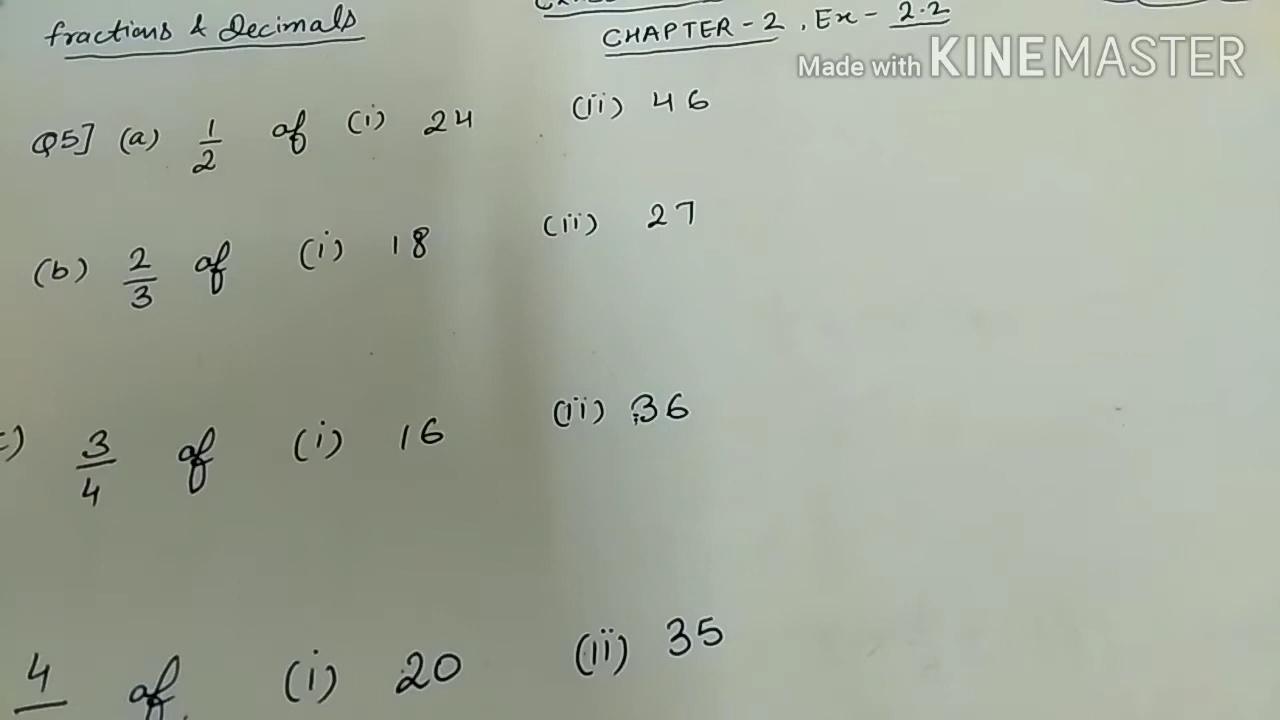 fractions & Decimals
CHAPTER - 2, Ex - 2.2
Made with KINEMASTER
Q5] (a) 1/2 of (i) 24 (ii) 46
(b) 2/3 of (i) 18 (ii) 27
) 3/4 of (i) 16 (ii) 36
4 of (i) 20 (ii) 35